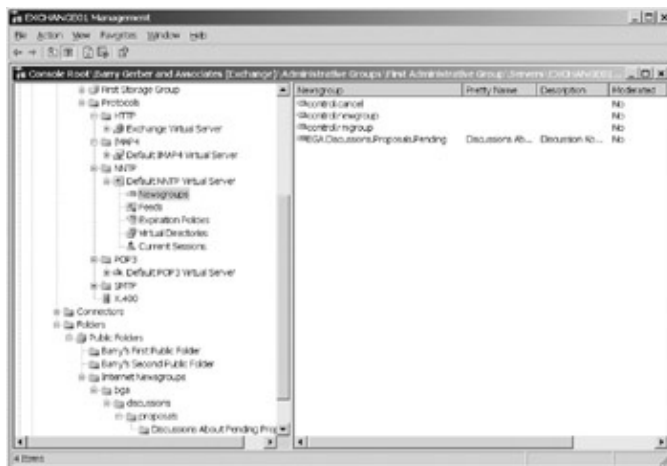 EXCHANGE01 Management
File Action View Favorites Window Help
Console Root\Barry Gerber and Associates (Exchange)\Administrative Groups\First Administrative Group\Servers\EXCHANGE01...
Newsgroup Pretty Name Description Moderated
First Storage Group
control.cancel No
Protocols
control.newgroup No
HTTP
control.rmgroup No
Exchange Virtual Server
BGA.Discussions.Proposals.Pending Discussions Ab... Discussion Ab... No
IMAP4
Default IMAP4 Virtual Server
NNTP
Default NNTP Virtual Server
Newsgroups
Feeds
Expiration Policies
Virtual Directories
Current Sessions
POP3
Default POP3 Virtual Server
SMTP
X.400
Connectors
Folders
Public Folders
Barry's First Public Folder
Barry's Second Public Folder
Internet Newsgroups
bga
discussions
proposals
Discussions About Pending Prop
4 Items